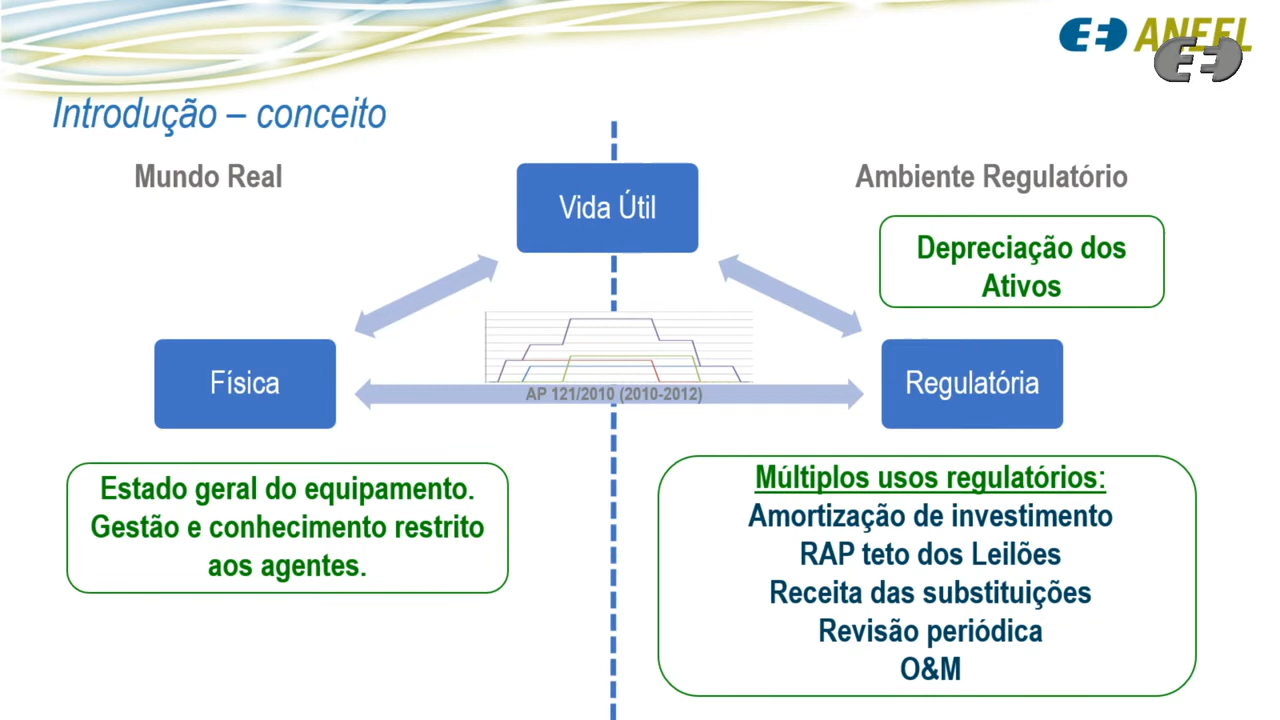 ANEEL
Introdução – conceito
Mundo Real
Vida Útil
Ambiente Regulatório
Depreciação dos
Ativos
Física
AP 121/2010 (2010-2012)
Regulatória
Estado geral do equipamento.
Gestão e conhecimento restrito
aos agentes.
Múltiplos usos regulatórios:
Amortização de investimento
RAP teto dos Leilões
Receita das substituições
Revisão periódica
O&M